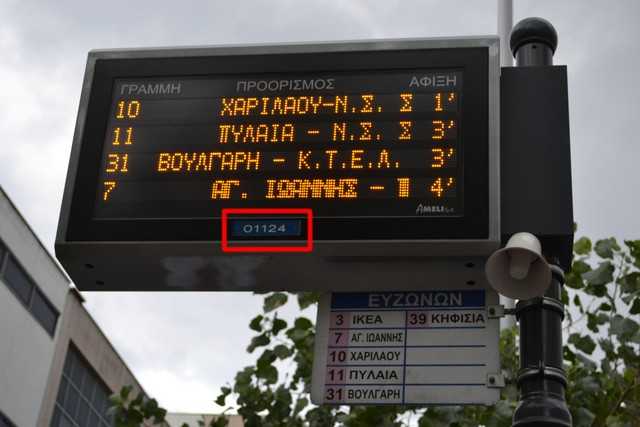 ΓΡΑΜΜΗ ΠΡΟΟΡΙΣΜΟΣ ΑΦΙΞΗ
10 ΧΑΡΙΛΑΟΥ-Ν.Σ. Σ 1'
11 ΠΥΛΑΙΑ - Ν.Σ. Σ 3'
31 ΒΟΥΛΓΑΡΗ - Κ.Τ.Ε.Λ. 3'
7 ΑΓ. ΙΩΑΝΝΗΣ - 4'
AMELI
01124
ΕΥΖΩΝΩΝ
3 ΙΚΕΑ 39 ΚΗΦΙΣΙΑ
7 ΑΓ. ΙΩΑΝΝΗΣ
10 ΧΑΡΙΛΑΟΥ
11 ΠΥΛΑΙΑ
31 ΒΟΥΛΓΑΡΗ